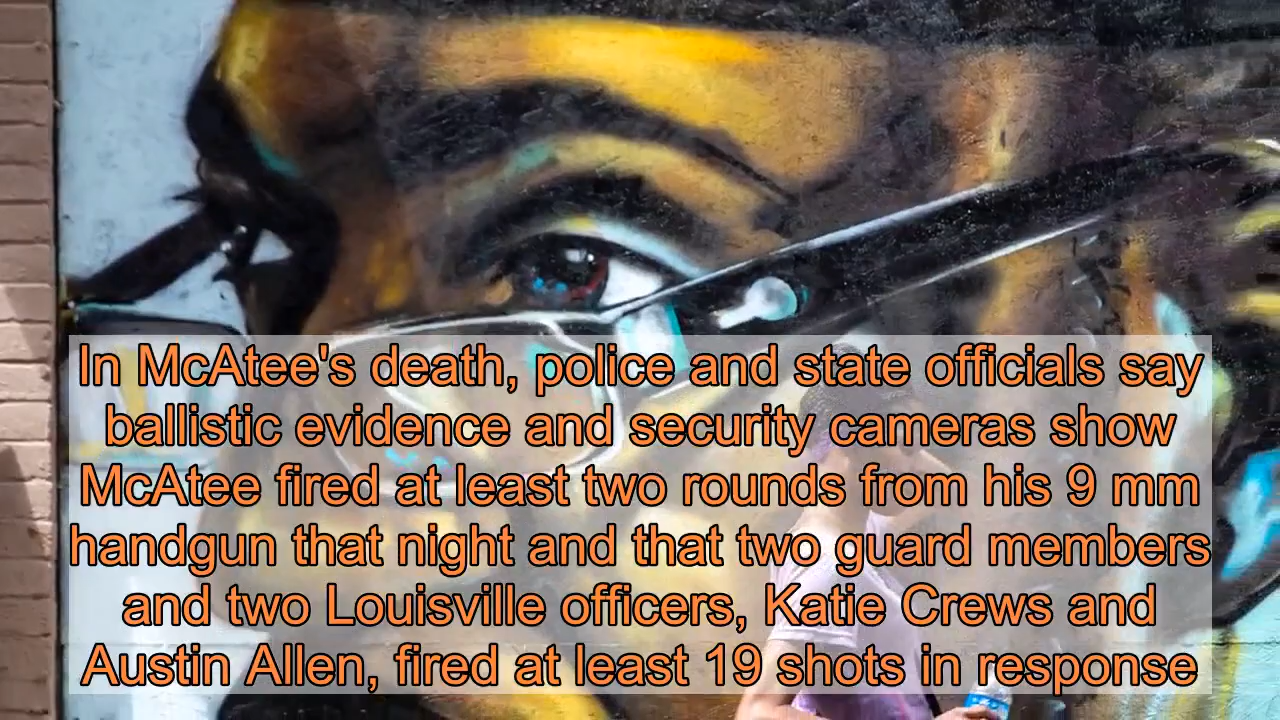 In McAtee's death, police and state officials say
ballistic evidence and security cameras show
McAtee fired at least two rounds from his 9 mm
handgun that night and that two guard members
and two Louisville officers, Katie Crews and
Austin Allen, fired at least 19 shots in response